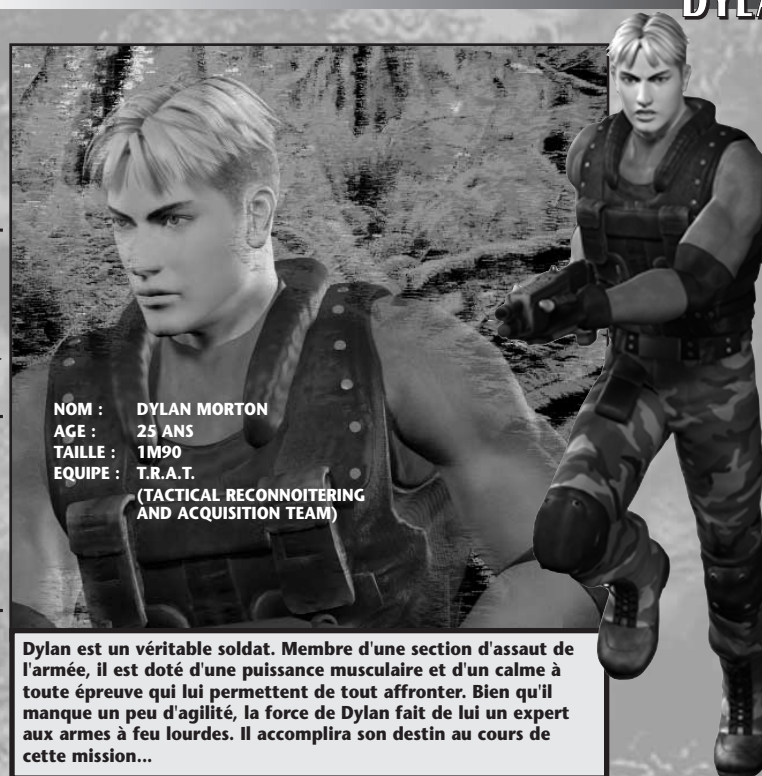 NOM : DYLAN MORTON
AGE : 25 ANS
TAILLE : 1M90
EQUIPE : T.R.A.T.
(TACTICAL RECONNOITERING
AND ACQUISITION TEAM)
Dylan est un véritable soldat. Membre d'une section d'assaut de
l'armée, il est doté d'une puissance musculaire et d'un calme à
toute épreuve qui lui permettent de tout affronter. Bien qu'il
manque un peu d'agilité, la force de Dylan fait de lui un expert
aux armes à feu lourdes. Il accomplira son destin au cours de
cette mission...